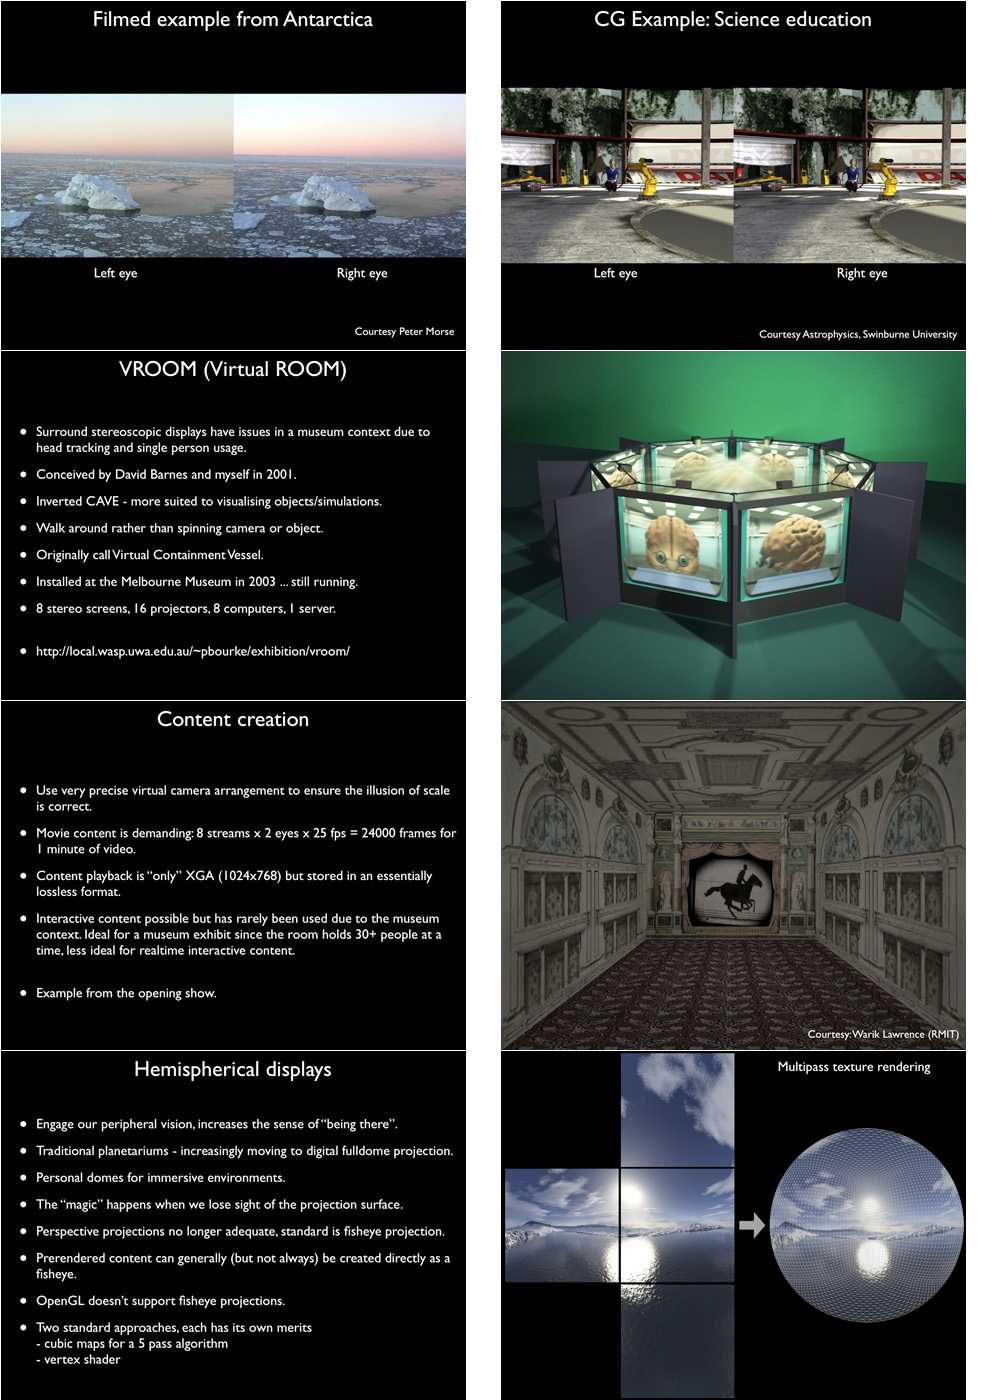 Filmed example from Antarctica
Left eye
Right eye
Courtesy Peter Morse
CG Example: Science education
Left eye
Right eye
Courtesy Astrophysics, Swinburne University
VROOM (Virtual ROOM)
● Surround stereoscopic displays have issues in a museum context due to
head tracking and single person usage.
● Conceived by David Barnes and myself in 2001.
● Inverted CAVE - more suited to visualising objects/simulations.
● Walk around rather than spinning camera or object.
● Originally call Virtual Containment Vessel.
● Installed at the Melbourne Museum in 2003 ... still running.
● 8 stereo screens, 16 projectors, 8 computers, 1 server.
● http://local.wasp.uwa.edu.au/~pbourke/exhibition/vroom/
Content creation
● Use very precise virtual camera arrangement to ensure the illusion of scale
is correct.
● Movie content is demanding: 8 streams x 2 eyes x 25 fps = 24000 frames for
1 minute of video.
● Content playback is “only” XGA (1024x768) but stored in an essentially
lossless format.
● Interactive content possible but has rarely been used due to the museum
context. Ideal for a museum exhibit since the room holds 30+ people at a
time, less ideal for realtime interactive content.
● Example from the opening show.
Courtesy: Warik Lawrence (RMIT)
Hemispherical displays
● Engage our peripheral vision, increases the sense of “being there”.
● Traditional planetariums - increasingly moving to digital fulldome projection.
● Personal domes for immersive environments.
● The “magic” happens when we lose sight of the projection surface.
● Perspective projections no longer adequate, standard is fisheye projection.
● Prerendered content can generally (but not always) be created directly as a
fisheye.
● OpenGL doesn’t support fisheye projections.
● Two standard approaches, each has its own merits
- cubic maps for a 5 pass algorithm
- vertex shader
Multipass texture rendering